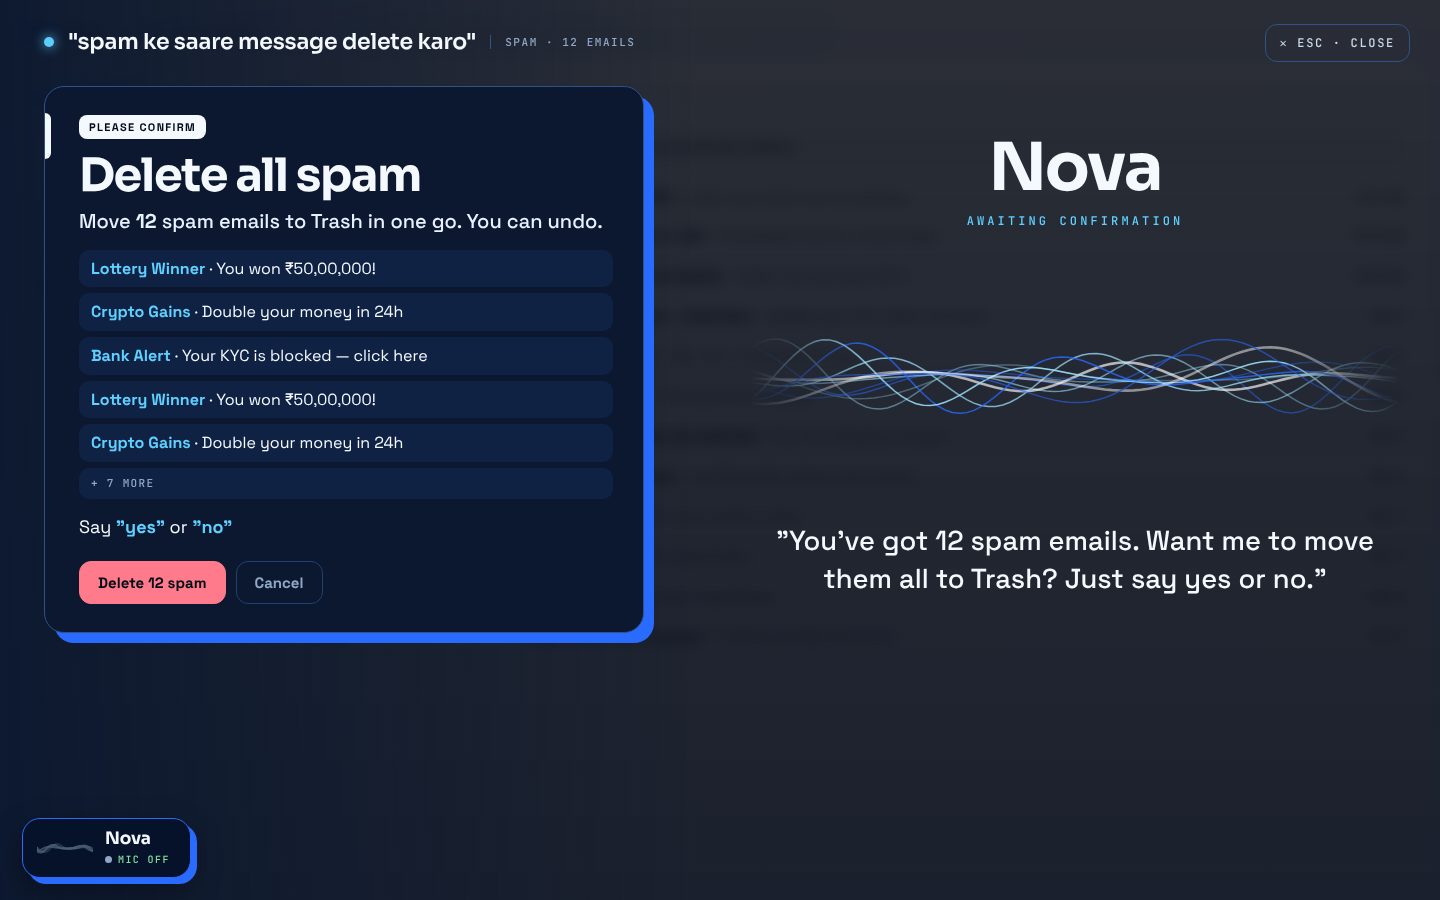 "spam ke saare message delete karo"
SPAM · 12 EMAILS
× ESC · CLOSE
PLEASE CONFIRM
Delete all spam
Move 12 spam emails to Trash in one go. You can undo.
Lottery Winner · You won ₹50,00,000!
Crypto Gains · Double your money in 24h
Bank Alert · Your KYC is blocked — click here
Lottery Winner · You won ₹50,00,000!
Crypto Gains · Double your money in 24h
+ 7 MORE
Say ”yes” or ”no”
Delete 12 spam
Cancel
Nova
AWAITING CONFIRMATION
”You’ve got 12 spam emails. Want me to move
them all to Trash? Just say yes or no.”
Nova
MIC OFF